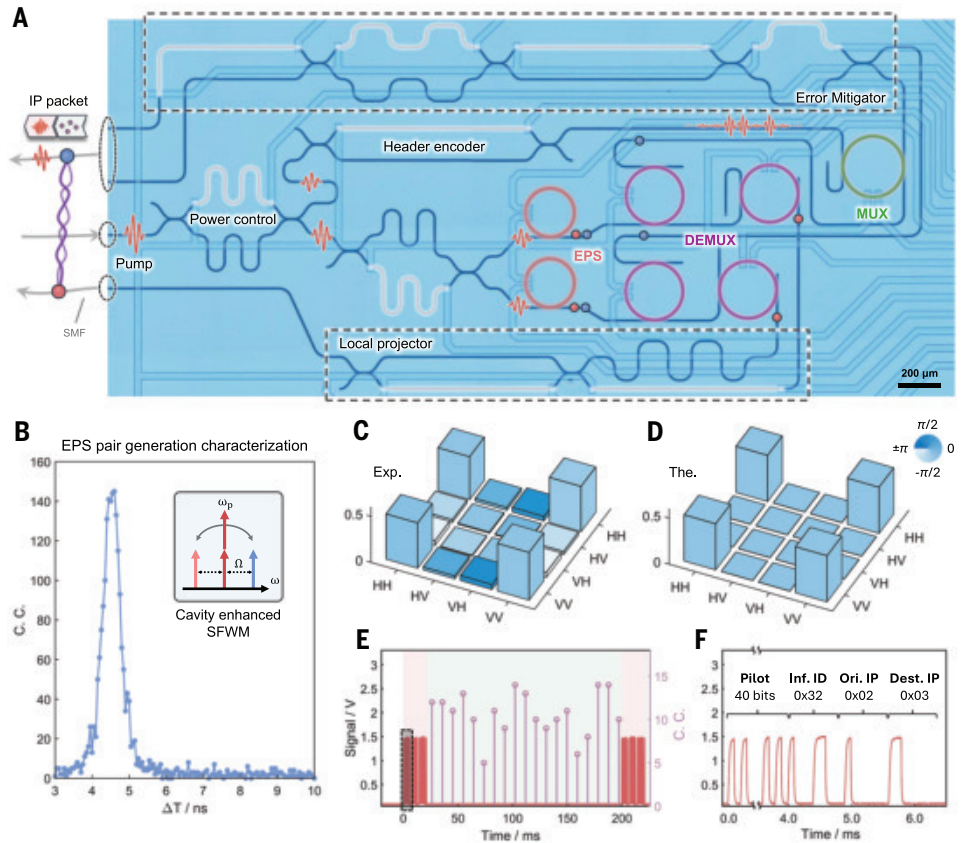 A
IP packet
Error Mitigator
Header encoder
Power control
MUX
DEMUX
EPS
Pump
SMF
Local projector
200 μm
B
EPS pair generation characterization
160
140
120
100
80
60
40
20
0
C. C.
3 4 5 6 7 8 9 10
ΔT / ns
ωp
Ω
ω
Cavity enhanced
SFWM
C
Exp.
0.5
0
HH
HV
VH
VV
HH
HV
VH
VV
D
The.
π/2
±π
0
-π/2
0.5
0
HH
HV
VH
VV
HH
HV
VH
VV
E
3
2.5
2
1.5
1
0.5
Signal / V
15
10
5
0
C. C.
0 50 100 150 200
Time / ms
F
3
2.5
2
1.5
1
0.5
Pilot Inf. ID Ori. IP Dest. IP
40 bits 0x32 0x02 0x03
0.0 4.0 5.0 6.0
Time / ms